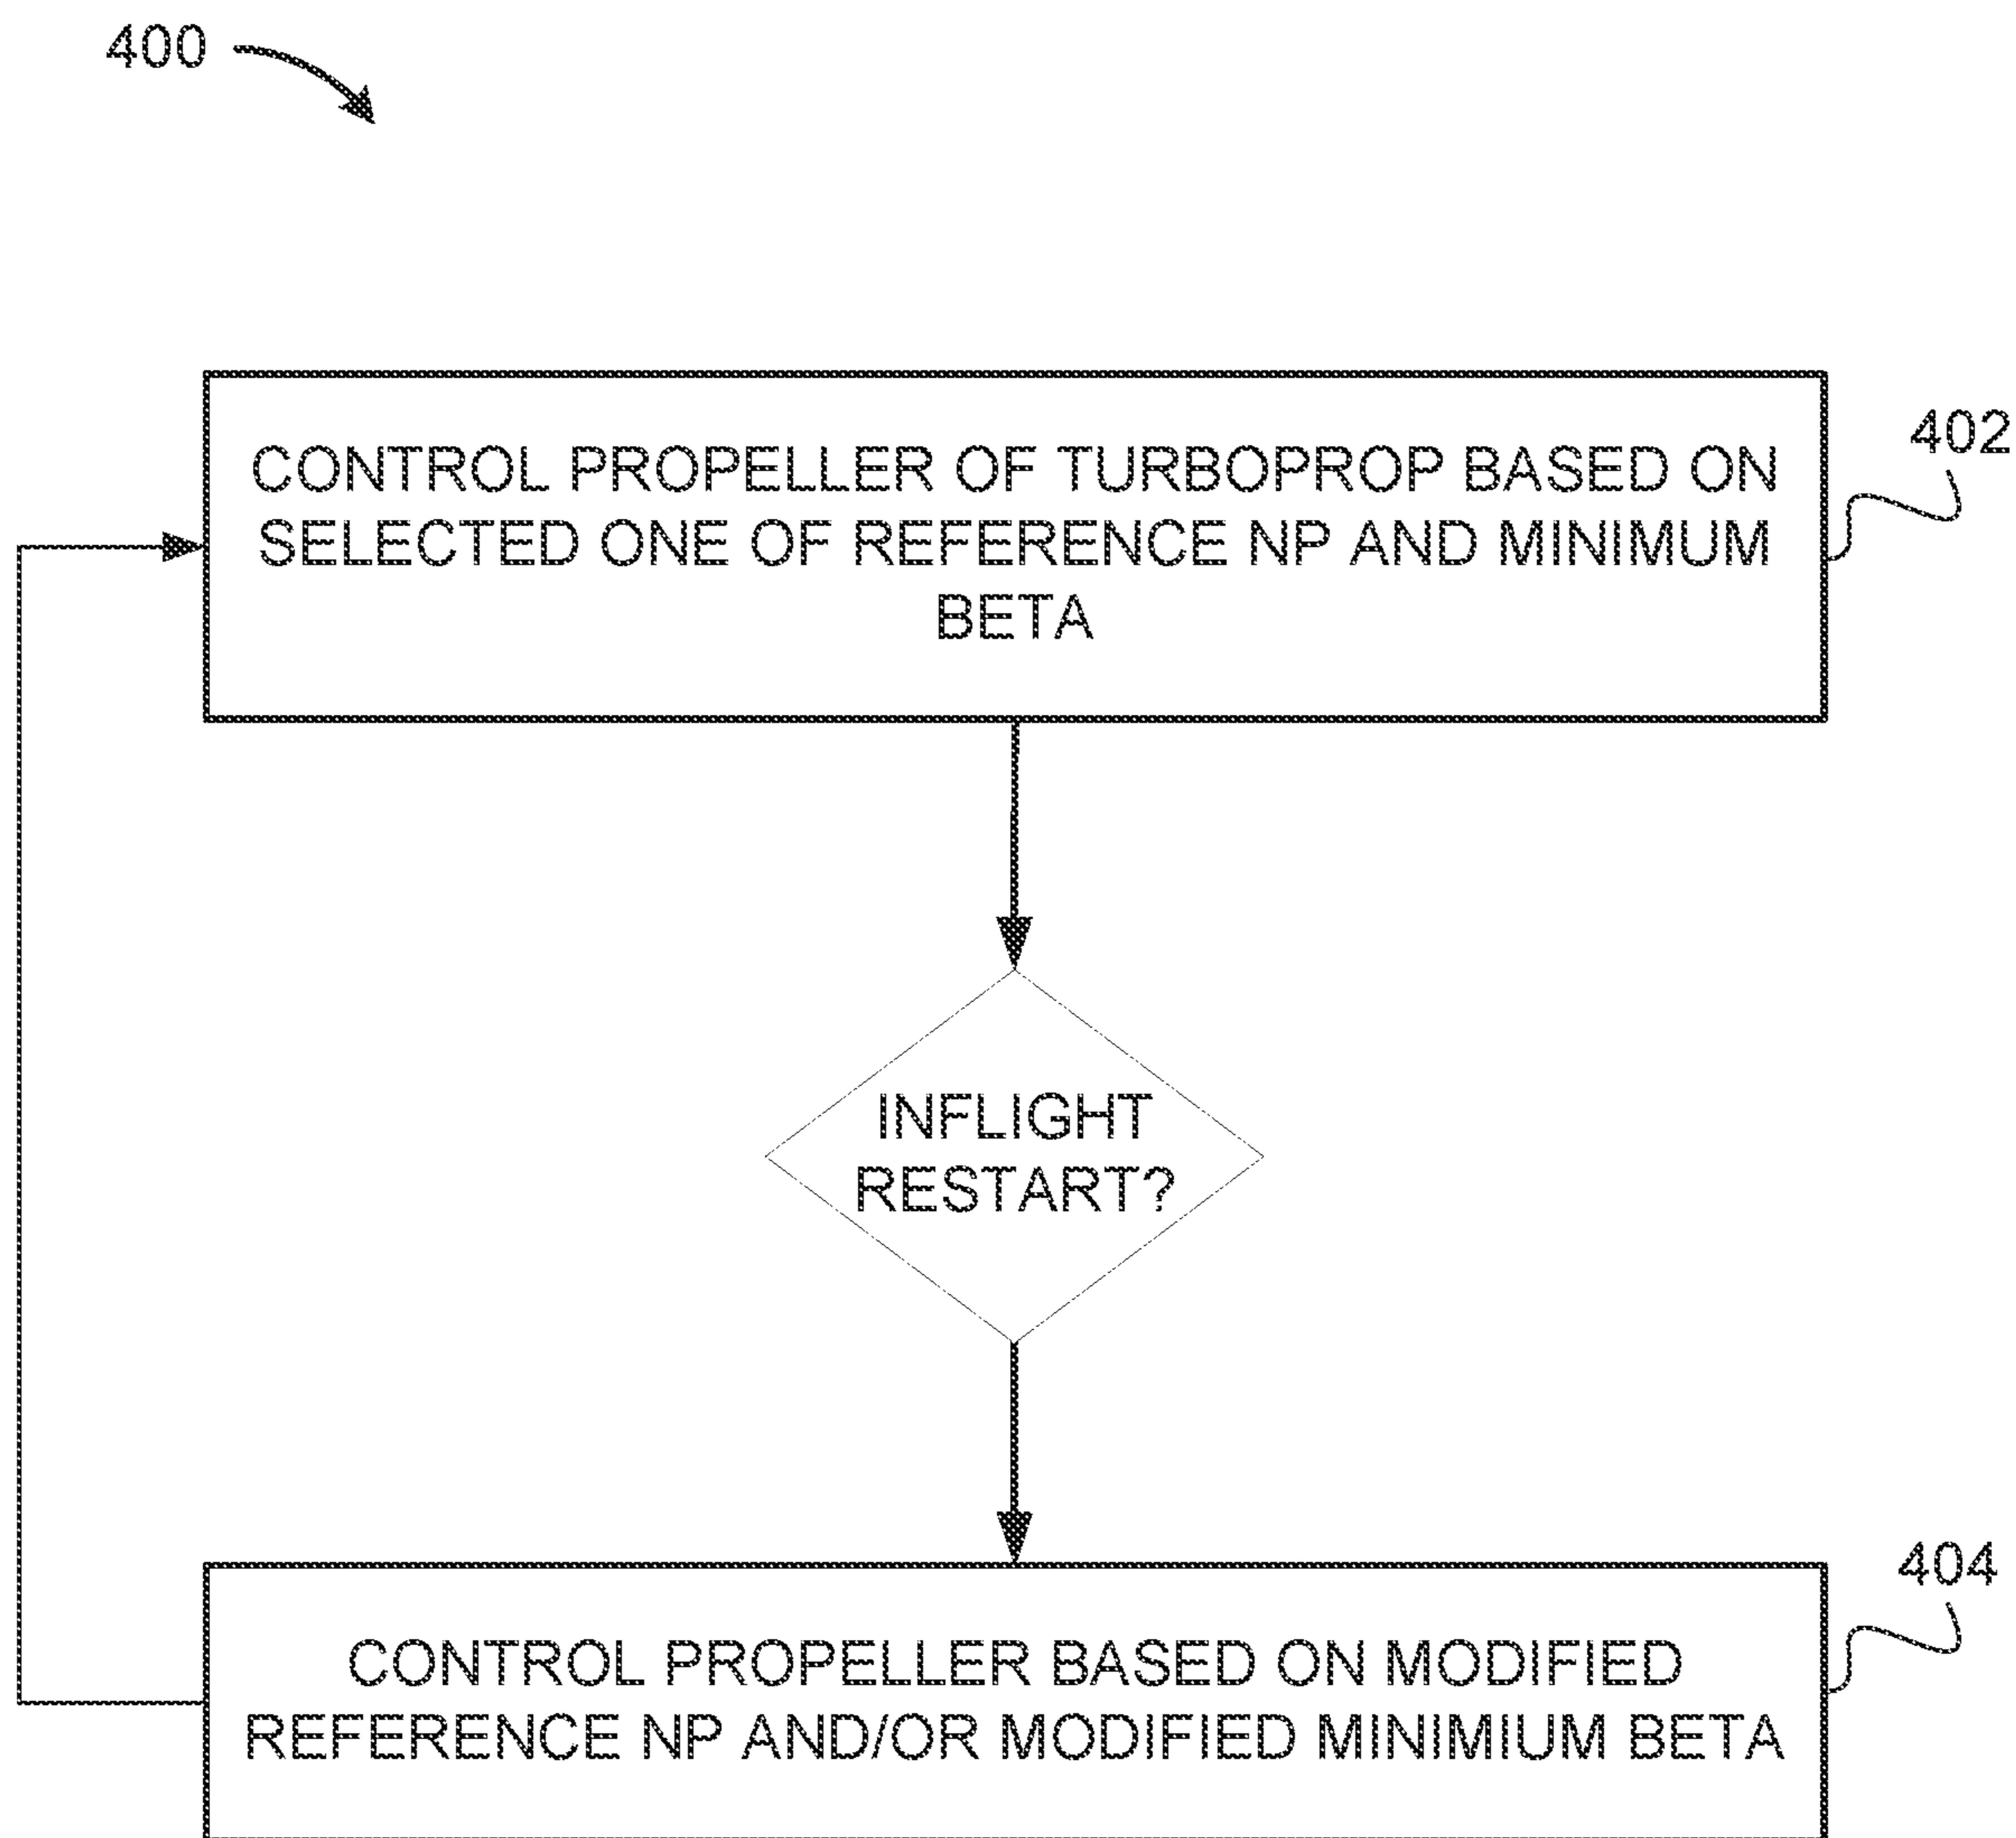 400
CONTROL PROPELLER OF TURBOPROP BASED ON
SELECTED ONE OF REFERENCE NP AND MINIMUM
BETA
402
INFLIGHT
RESTART?
404
CONTROL PROPELLER BASED ON MODIFIED
REFERENCE NP AND/OR MODIFIED MINIMIUM BETA